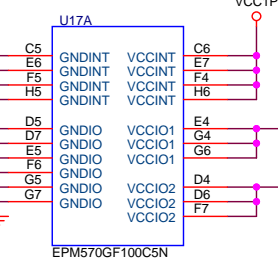 VCC1P
U17A
C5 GNDINT VCCINT C6
E6 GNDINT VCCINT E7
F5 GNDINT VCCINT F4
H5 GNDINT VCCINT H6
D5 GNDIO VCCIO1 E4
D7 GNDIO VCCIO1 G4
E5 GNDIO VCCIO1 G6
F6 GNDIO
G5 GNDIO VCCIO2 D4
G7 GNDIO VCCIO2 D6
VCCIO2 F7
EPM570GF100C5N